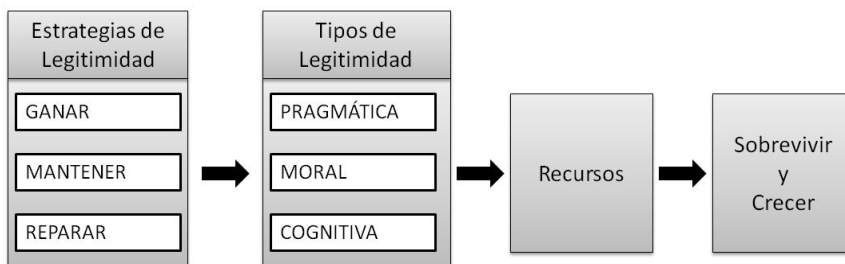 Estrategias de
Legitimidad
GANAR
MANTENER
REPARAR
Tipos de
Legitimidad
PRAGMÁTICA
MORAL
COGNITIVA
Recursos
Sobrevivir
y
Crecer